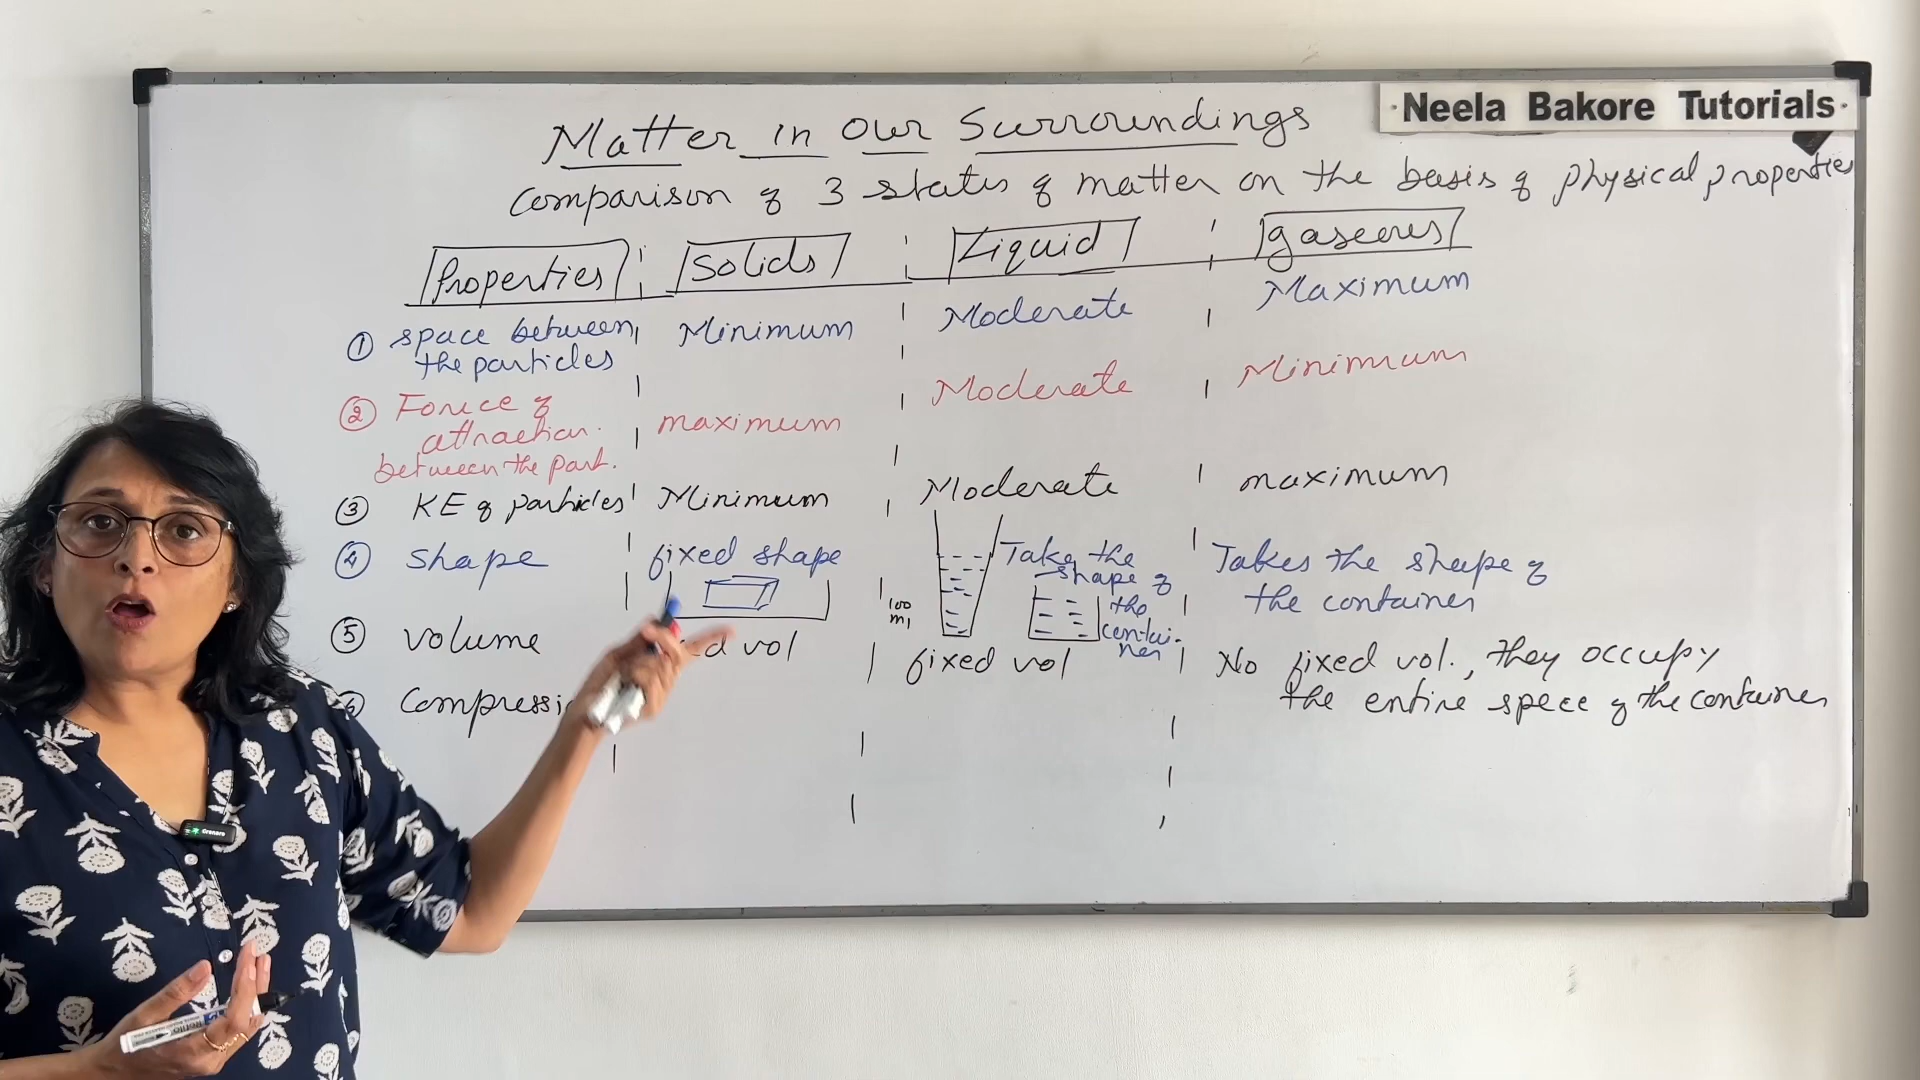 Neela Bakore Tutorials
Matter in Our Surroundings
Comparison of 3 states of matter on the basis of physical properties
Properties Solids Liquid gaseous
① space between the particles Minimum Moderate Maximum
② Force of attraction between the part. maximum Moderate Minimum
③ KE of particles Minimum Moderate maximum
④ shape fixed shape Take the shape of the container Takes the shape of the container
100 ml
⑤ volume vol fixed vol No fixed vol., they occupy
the entire space of the container
⑥